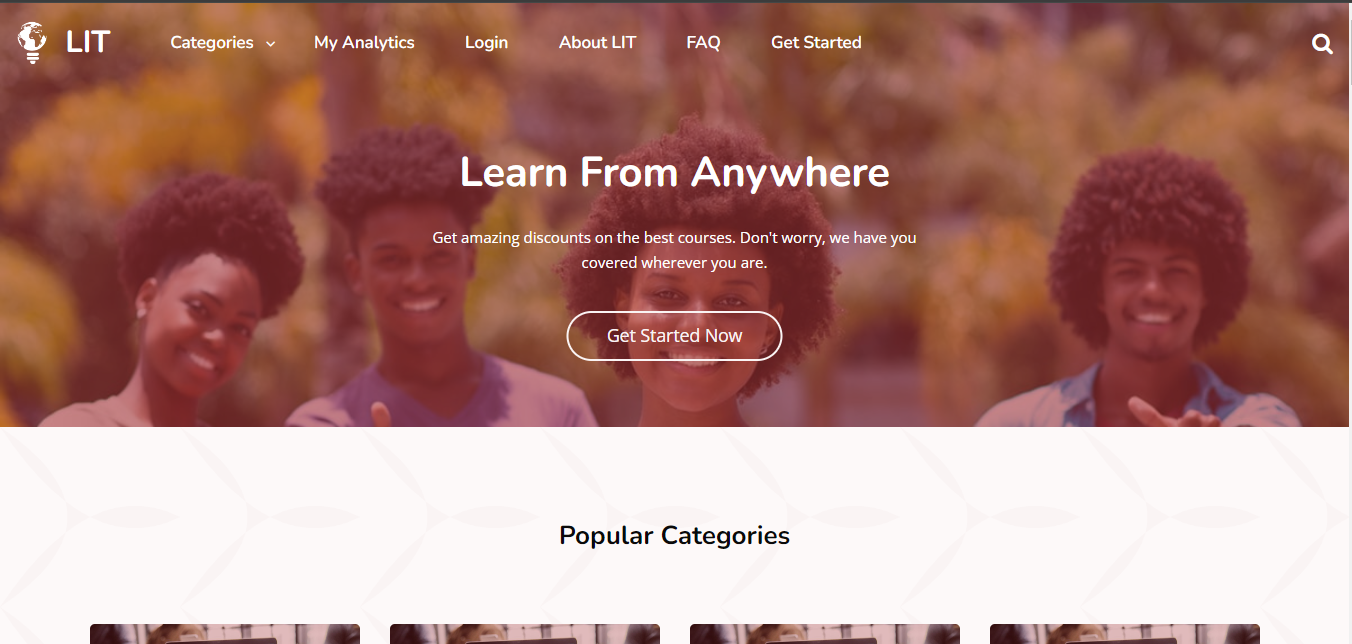 LIT
Categories
My Analytics
Login
About LIT
FAQ
Get Started
Learn From Anywhere
Get amazing discounts on the best courses. Don't worry, we have you
covered wherever you are.
Get Started Now
Popular Categories